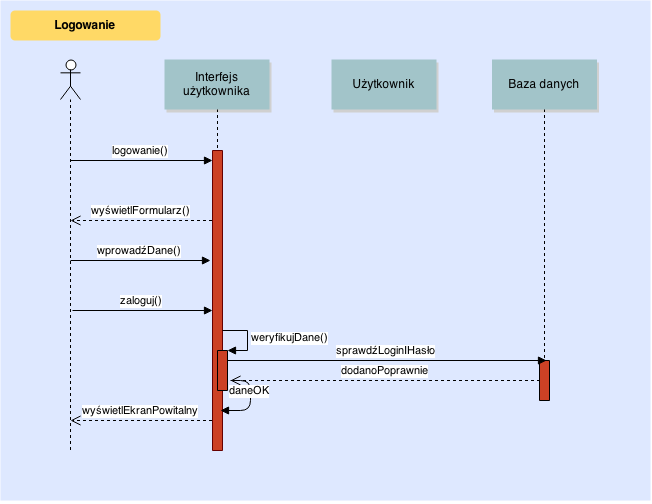 Logowanie
Interfejs
użytkownika
Użytkownik
Baza danych
logowanie()
wyświetlFormularz()
wprowadźDane()
zaloguj()
weryfikujDane()
sprawdźLoginIHasło
dodanoPoprawnie
daneOK
wyświetlEkranPowitalny